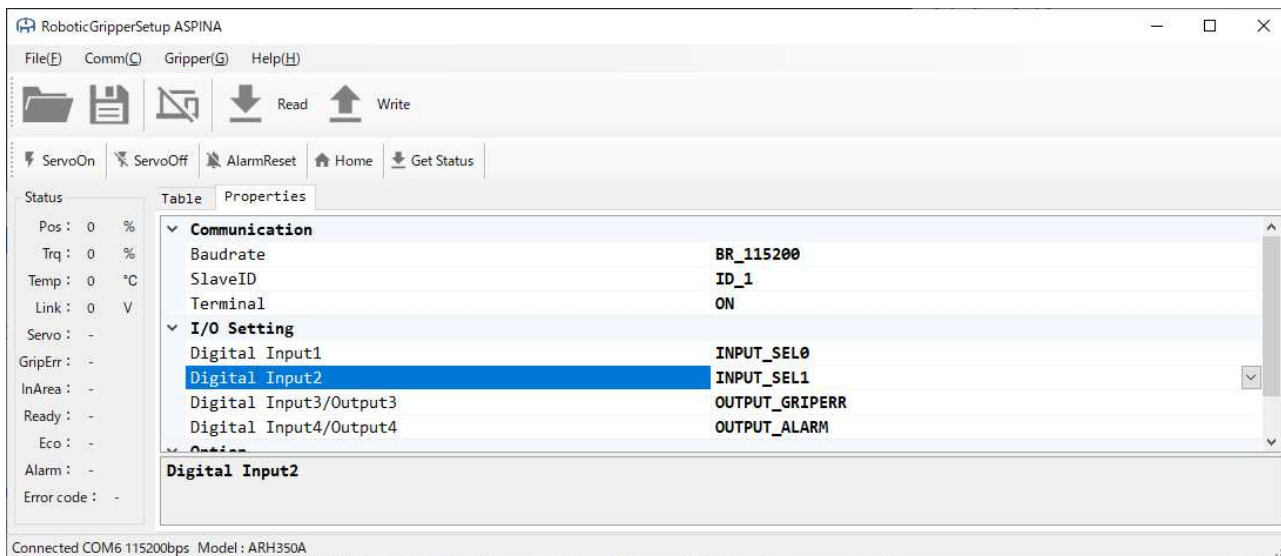 RoboticGripperSetup ASPINA
File(F) Comm(C) Gripper(G) Help(H)
Read Write
ServoOn ServoOff AlarmReset Home Get Status
Status
Pos： 0 %
Trq： 0 %
Temp： 0 °C
Link： 0 V
Servo： -
GripErr： -
InArea： -
Ready： -
Eco： -
Alarm： -
Error code： -
Table Properties
Communication
Baudrate BR_115200
SlaveID ID_1
Terminal ON
I/O Setting
Digital Input1 INPUT_SEL0
Digital Input2 INPUT_SEL1
Digital Input3/Output3 OUTPUT_GRIPERR
Digital Input4/Output4 OUTPUT_ALARM
Option
Digital Input2
Connected COM6 115200bps Model : ARH350A